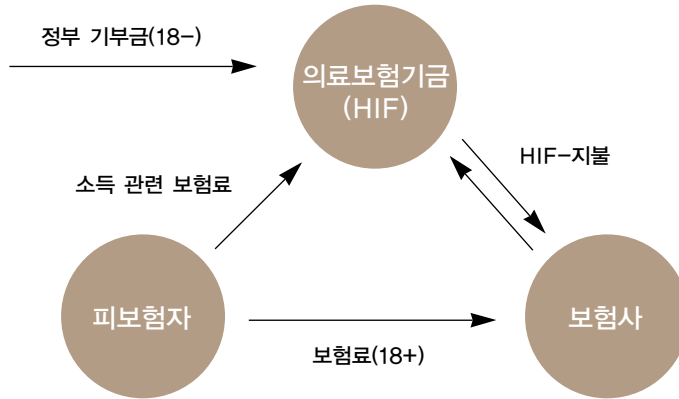 정부 기부금(18-)
의료보험기금
(HIF)
HIF-지불
소득 관련 보험료
피보험자
보험사
보험료(18+)